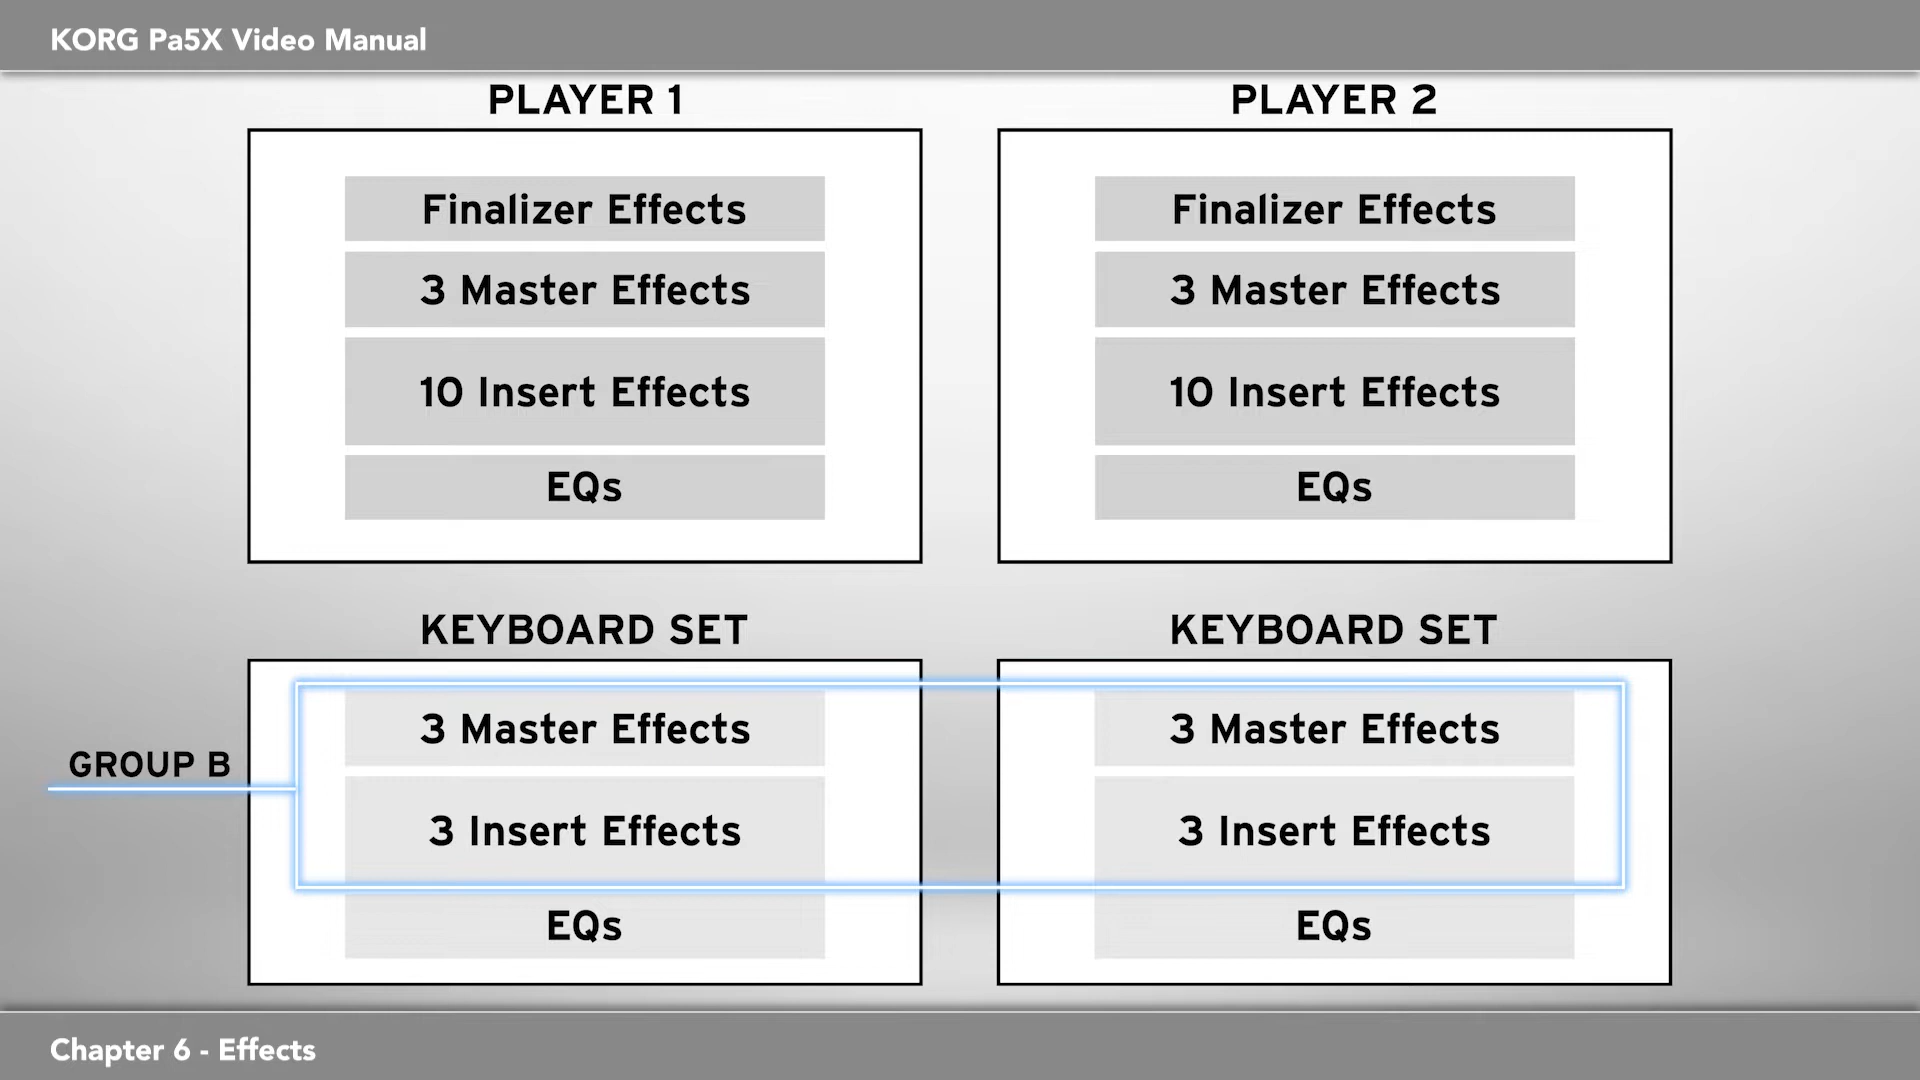 KORG Pa5X Video Manual
PLAYER 1
Finalizer Effects
3 Master Effects
10 Insert Effects
EQs
PLAYER 2
Finalizer Effects
3 Master Effects
10 Insert Effects
EQs
GROUP B
KEYBOARD SET
3 Master Effects
3 Insert Effects
EQs
KEYBOARD SET
3 Master Effects
3 Insert Effects
EQs
Chapter 6 - Effects